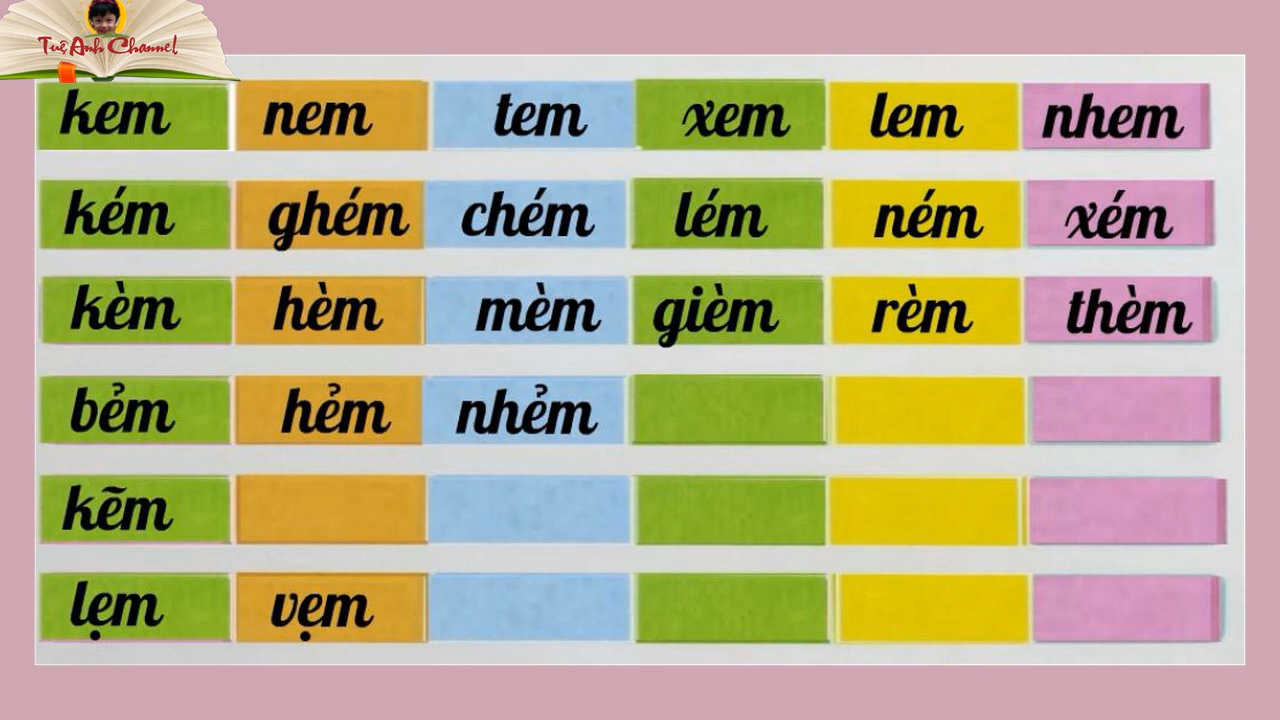 Tuệ Anh Channel
kem nem tem xem lem nhem
kém ghém chém lém ném xém
kèm hèm mèm gièm rèm thèm
bẻm hẻm nhẻm
kẽm
lẹm vẹm